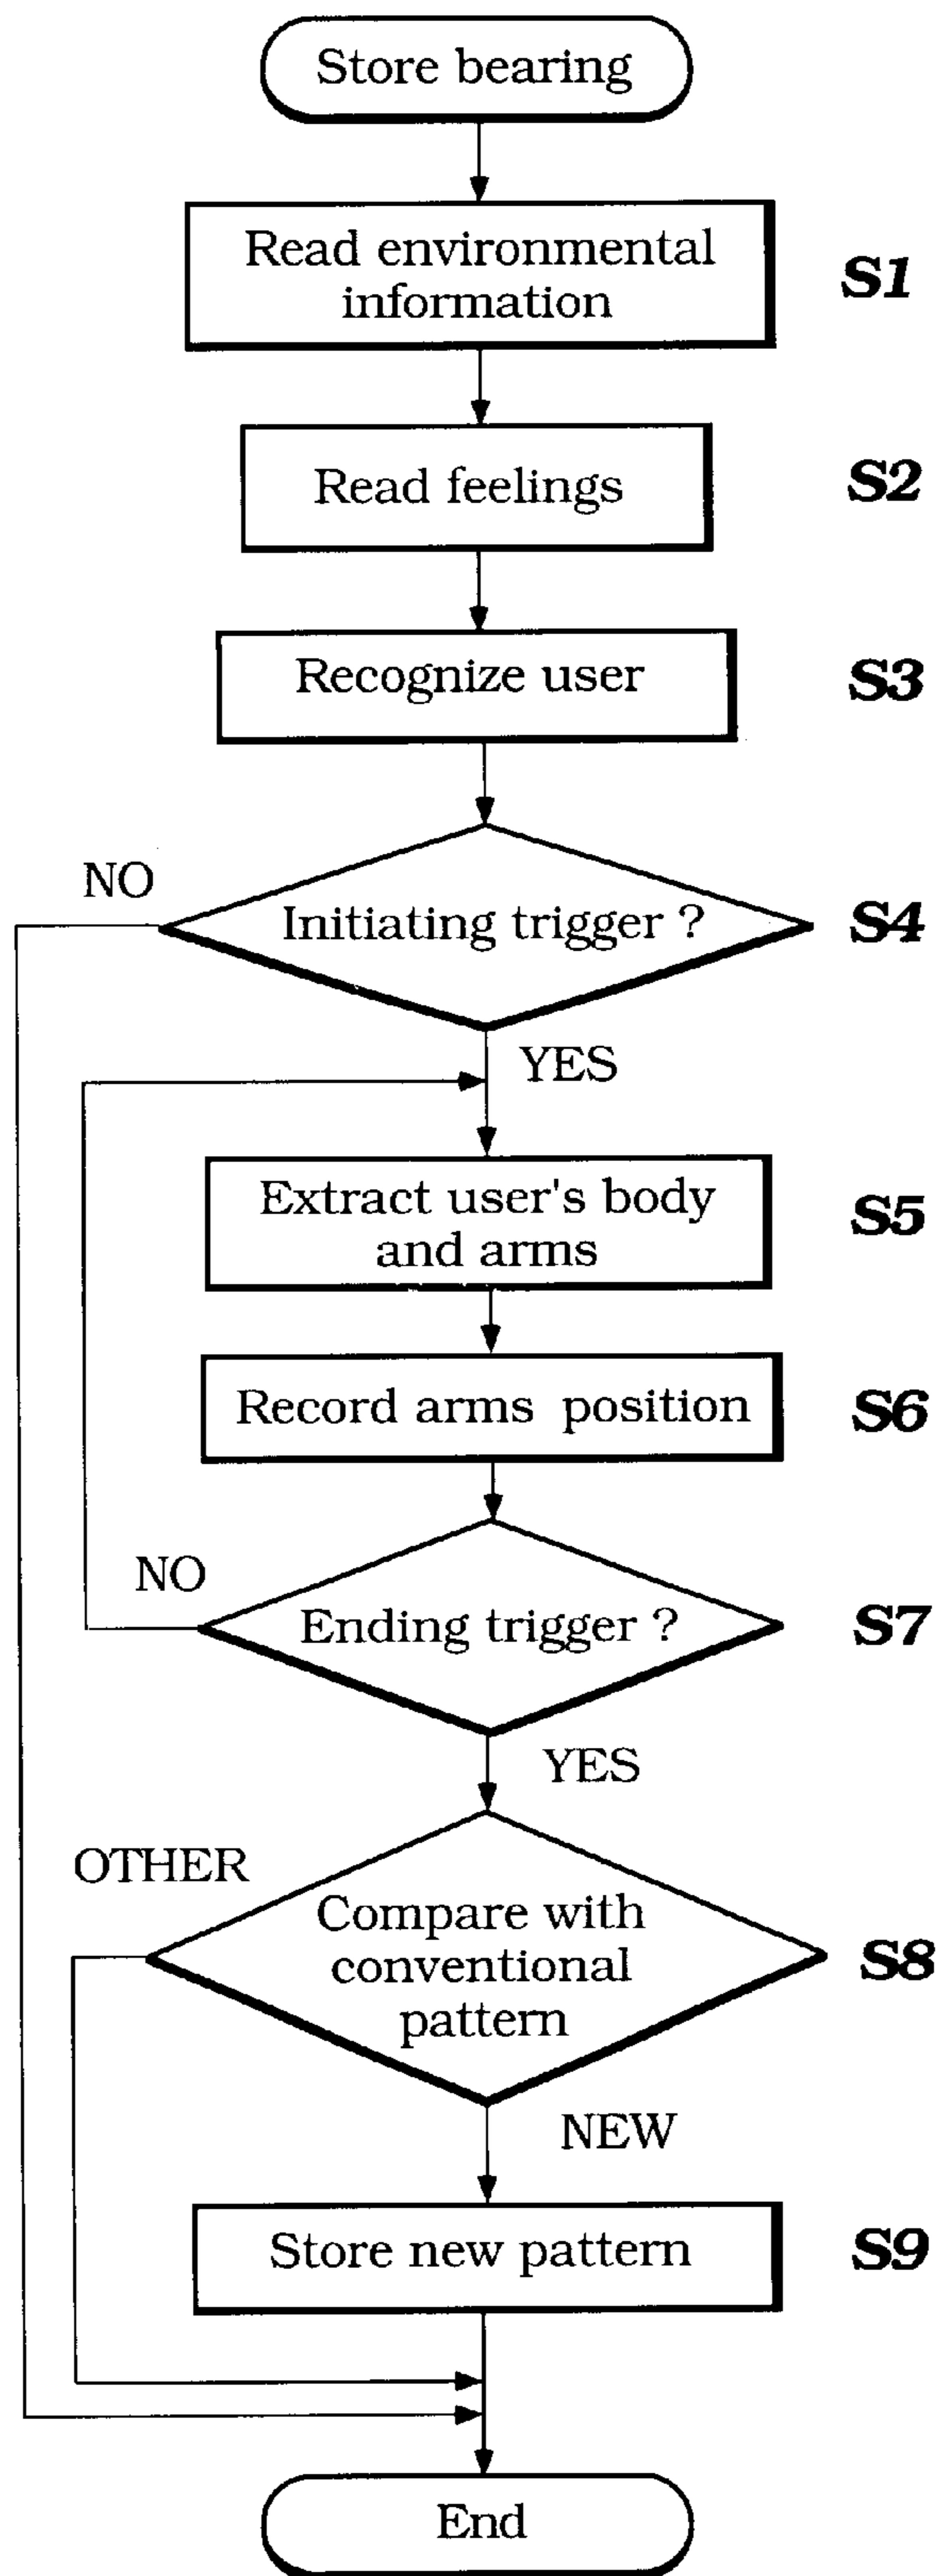 Store bearing
Read environmental
information
S1
Read feelings
S2
Recognize user
S3
NO
Initiating trigger ?
S4
YES
Extract user's body
and arms
S5
Record arms position
S6
NO
Ending trigger ?
S7
YES
OTHER
Compare with
conventional
pattern
S8
NEW
Store new pattern
S9
End